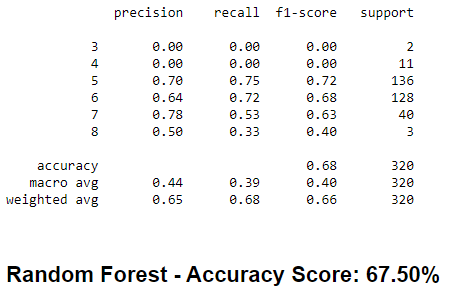 precision recall f1-score support
3 0.00 0.00 0.00 2
4 0.00 0.00 0.00 11
5 0.70 0.75 0.72 136
6 0.64 0.72 0.68 128
7 0.78 0.53 0.63 40
8 0.50 0.33 0.40 3
accuracy 0.68 320
macro avg 0.44 0.39 0.40 320
weighted avg 0.65 0.68 0.66 320
Random Forest - Accuracy Score: 67.50%